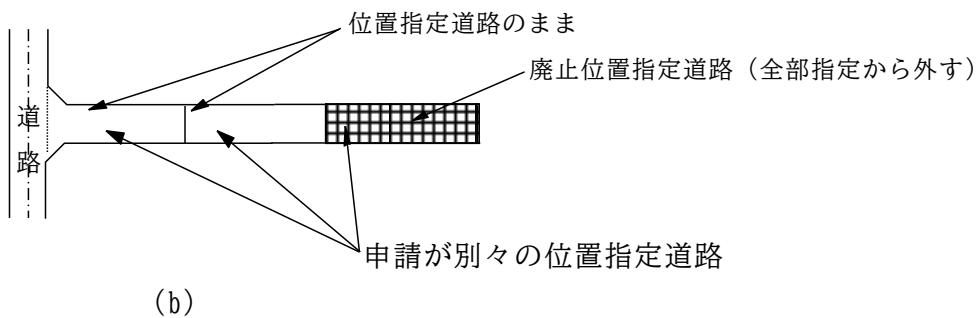 位置指定道路のまま
廃止位置指定道路（全部指定から外す）
道路
申請が別々の位置指定道路
(b)